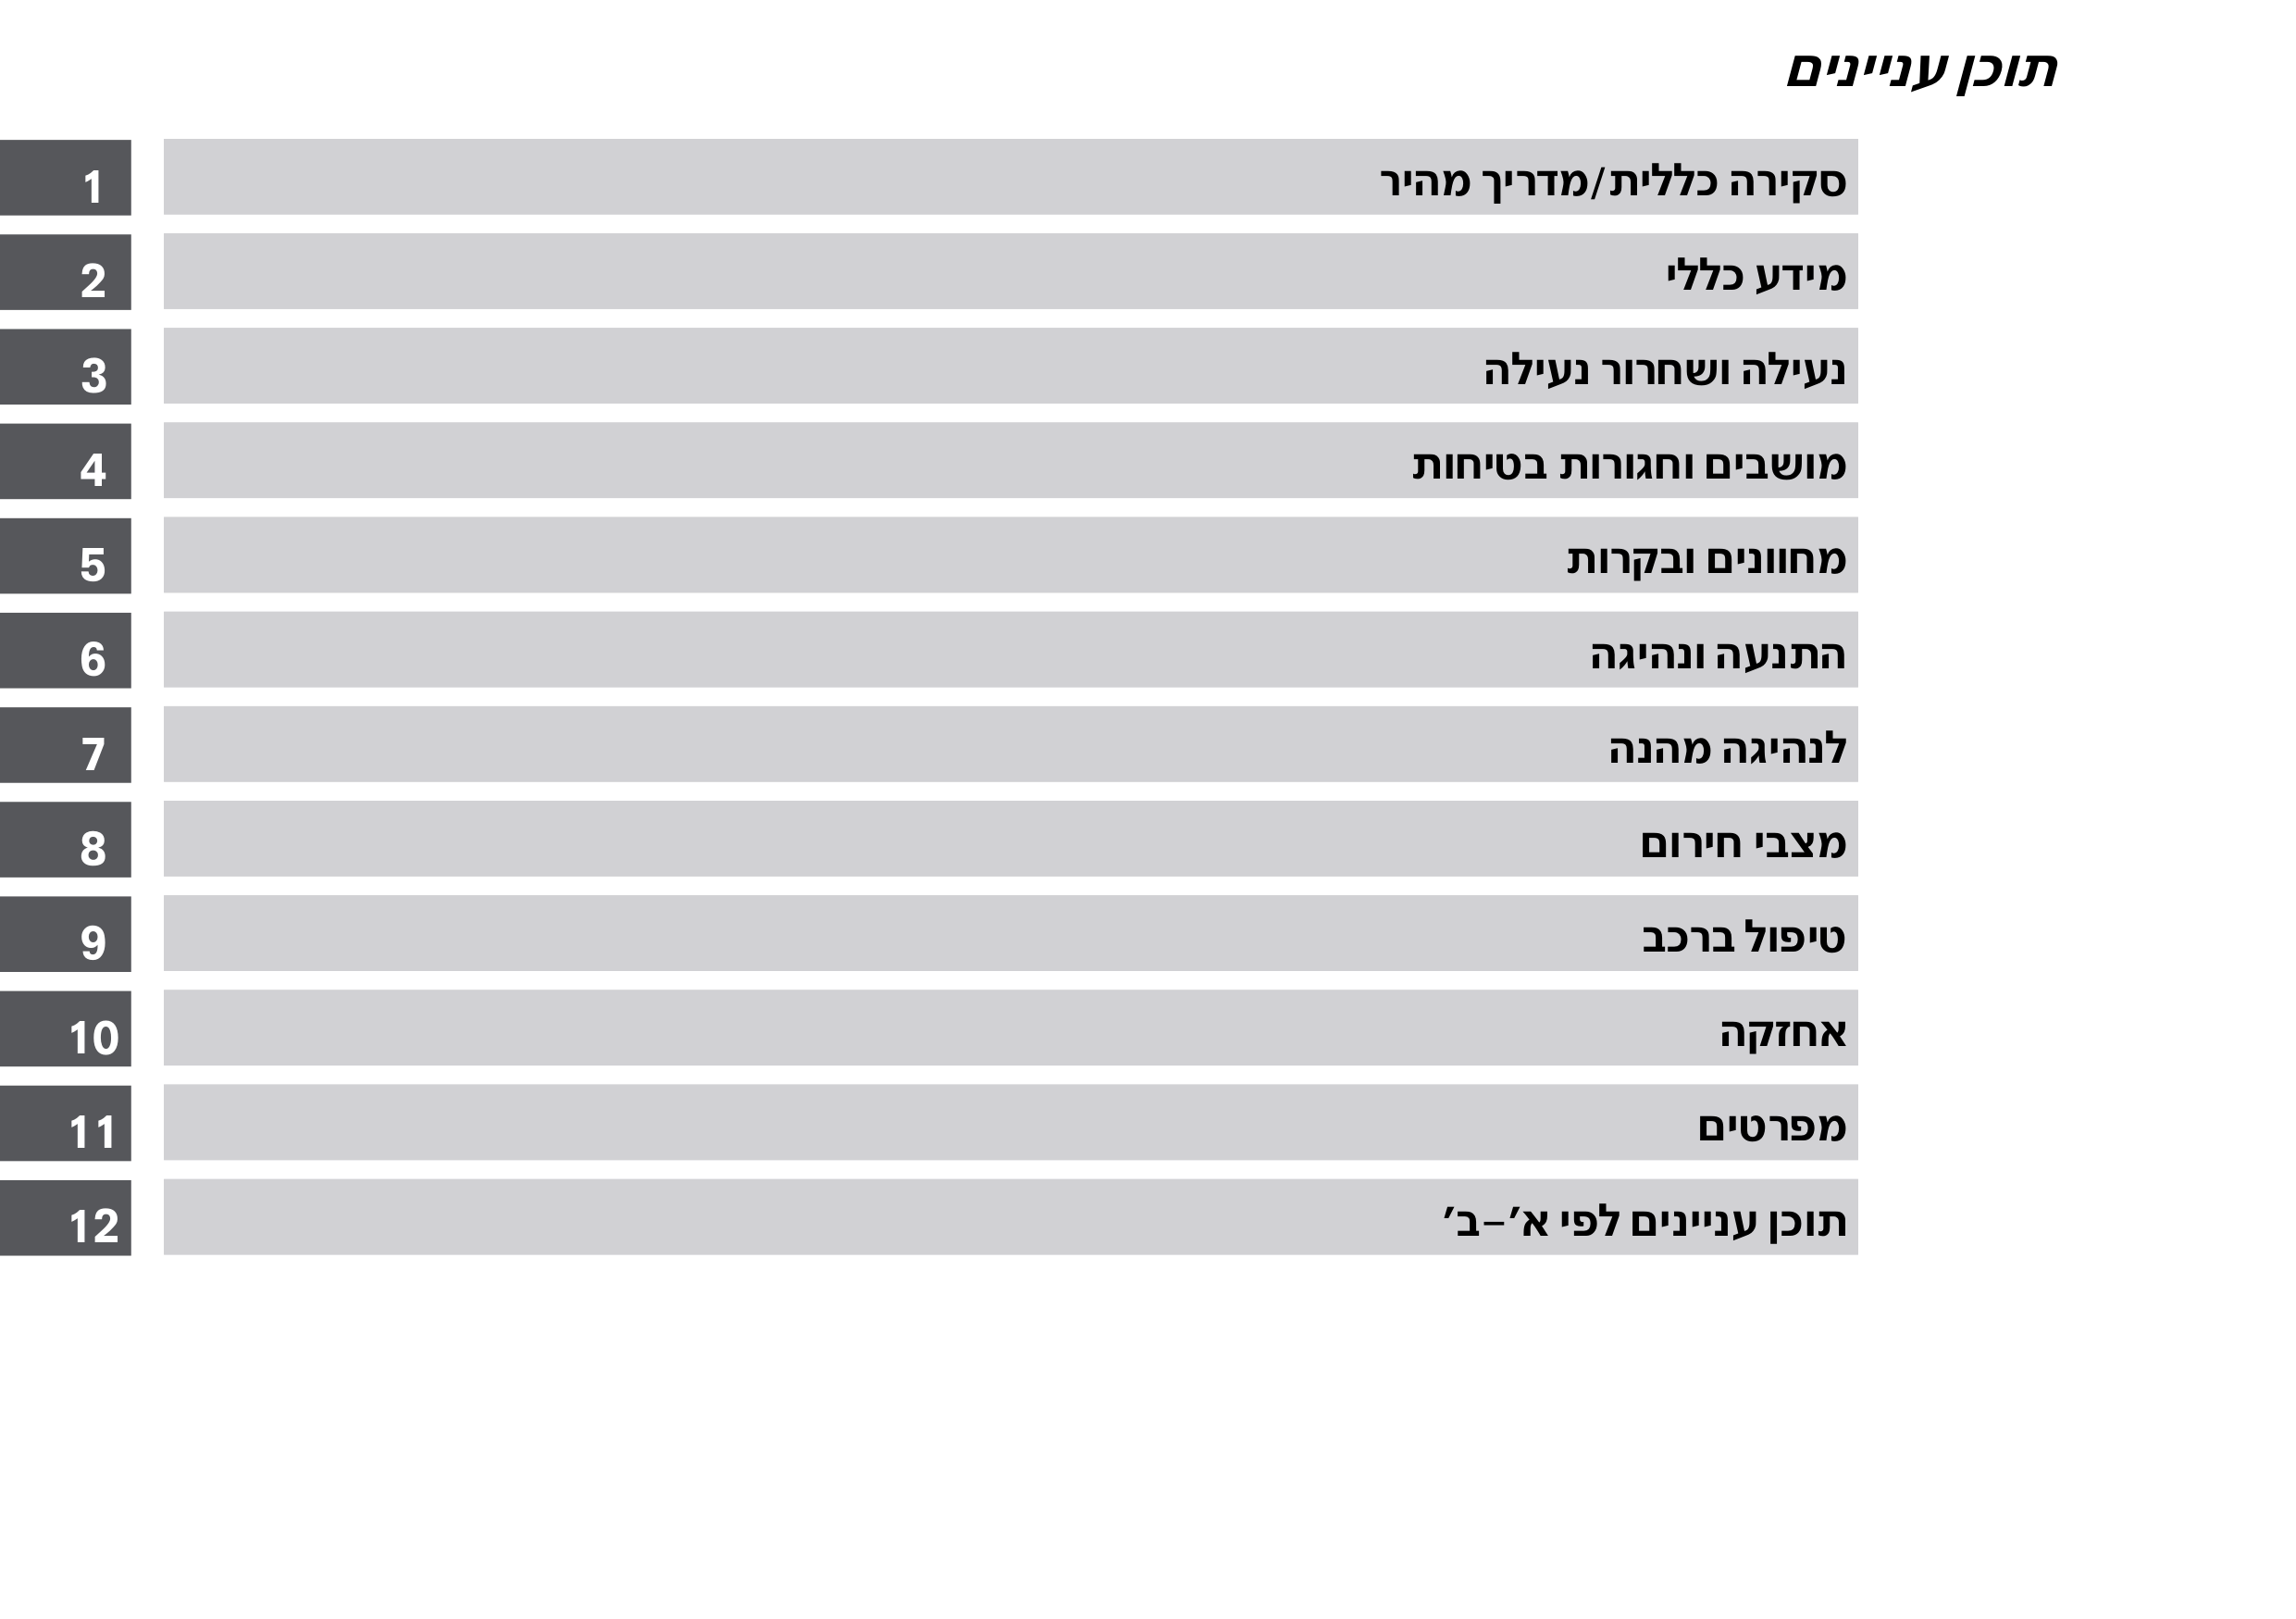 תוכן עניינים
סקירה כללית/מדריך מהיר 1
מידע כללי 2
נעילה ושחרור נעילה 3
מושבים וחגורות בטיחות 4
מחוונים ובקרות 5
התנעה ונהיגה 6
לנהיגה מהנה 7
מצבי חירום 8
טיפול ברכב 9
אחזקה 10
מפרטים 11
תוכן עניינים לפי א׳–ב׳ 12